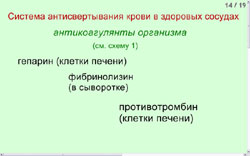 14 / 19
Система антисвертывания крови в здоровых сосудах
антикоагулянты организма
(см. схему 1)
гепарин (клетки печени)
фибринолизин
(в сыворотке)
противотромбин
(клетки печени)